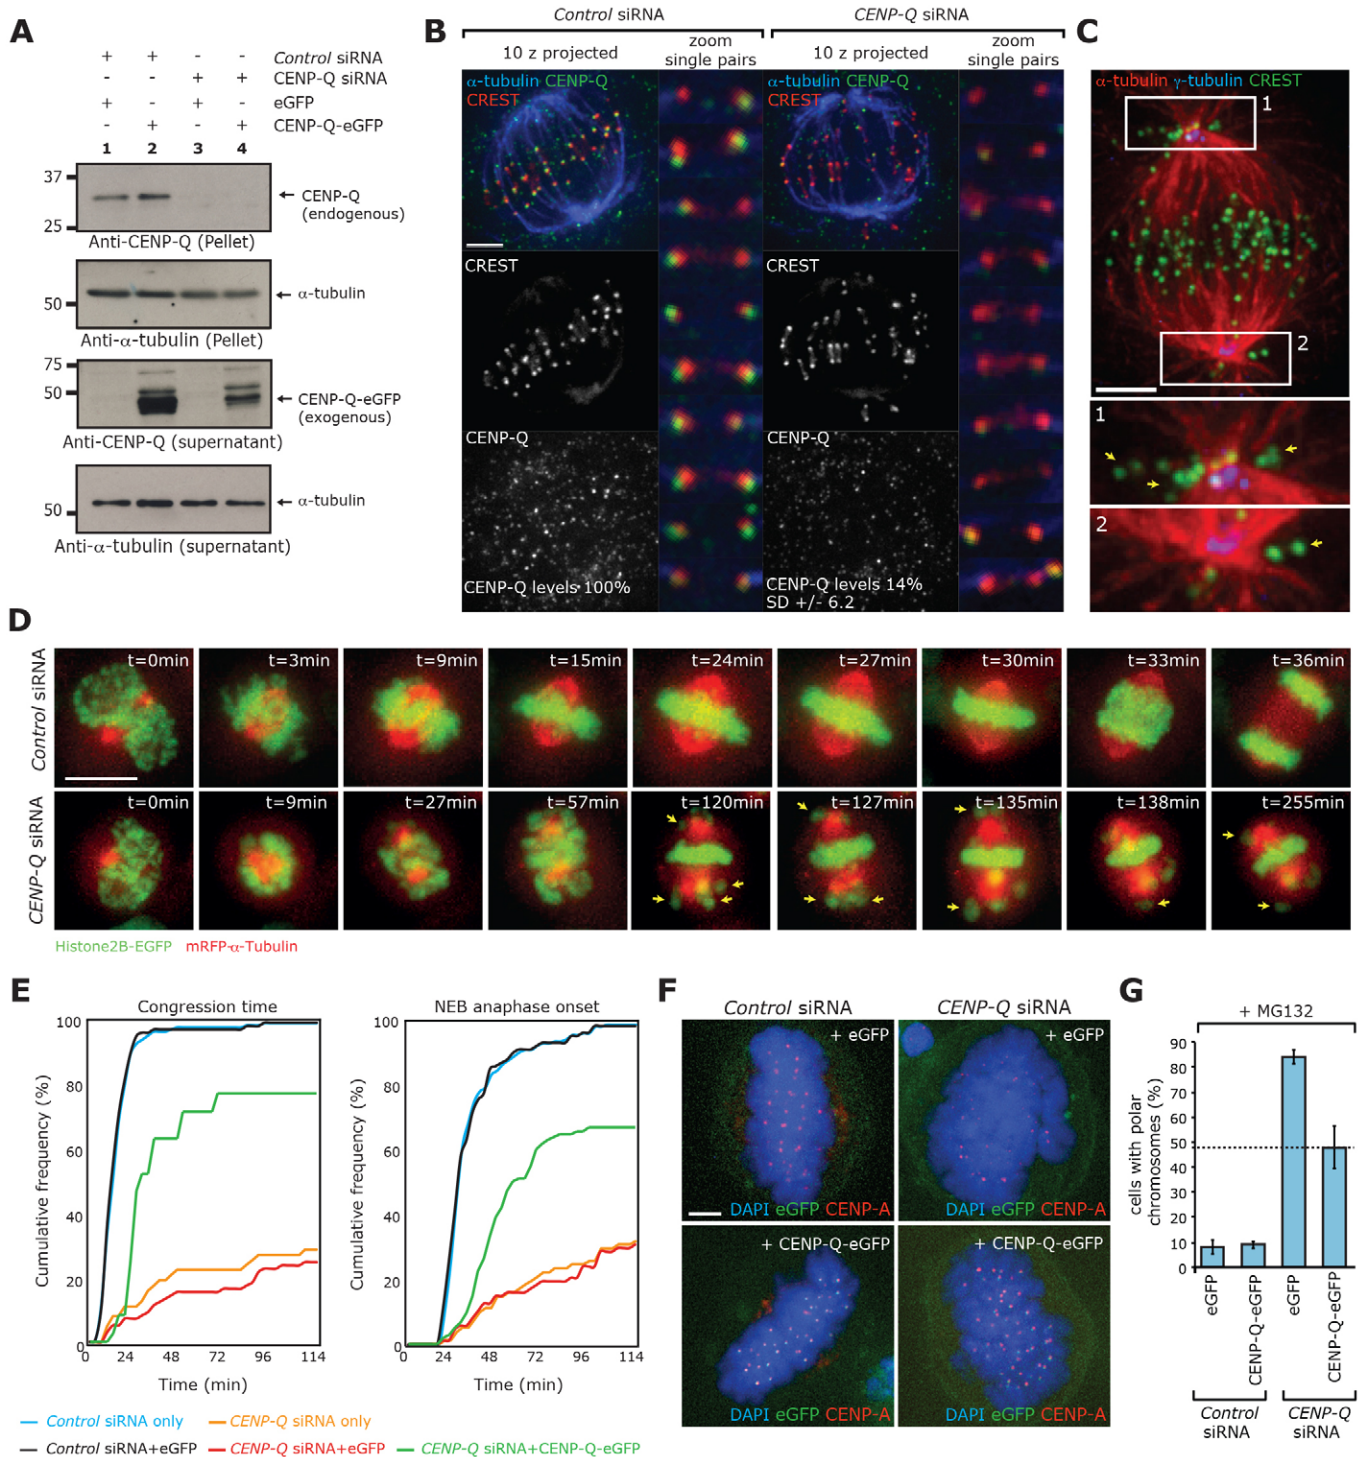 A
+ + - - Control siRNA
- - + + CENP-Q siRNA
+ - + - eGFP
- + - + CENP-Q-eGFP
1 2 3 4
37
25
CENP-Q
(endogenous)
Anti-CENP-Q (Pellet)
50
α-tubulin
Anti-α-tubulin (Pellet)
75
50
CENP-Q-eGFP
(exogenous)
Anti-CENP-Q (supernatant)
50
α-tubulin
Anti-α-tubulin (supernatant)
B
Control siRNA
CENP-Q siRNA
10 z projected
zoom
single pairs
10 z projected
zoom
single pairs
α-tubulin CENP-Q
CREST
α-tubulin CENP-Q
CREST
CREST
CREST
CENP-Q
CENP-Q levels 100%
CENP-Q
CENP-Q levels 14%
SD +/- 6.2
C
α-tubulin γ-tubulin CREST
1
2
1
2
D
Control siRNA
t=0min t=3min t=9min t=15min t=24min t=27min t=30min t=33min t=36min
CENP-Q siRNA
t=0min t=9min t=27min t=57min t=120min t=127min t=135min t=138min t=255min
Histone2B-EGFP mRFP-α-Tubulin
E
Congression time
Cumulative frequency (%)
100
80
60
40
20
0
0 24 48 72 96 114
Time (min)
NEB anaphase onset
Cumulative frequency (%)
100
80
60
40
20
0
0 24 48 72 96 114
Time (min)
Control siRNA only
CENP-Q siRNA only
Control siRNA+eGFP
CENP-Q siRNA+eGFP
CENP-Q siRNA+CENP-Q-eGFP
F
Control siRNA
CENP-Q siRNA
+ eGFP
DAPI eGFP CENP-A
+ eGFP
DAPI eGFP CENP-A
+ CENP-Q-eGFP
DAPI eGFP CENP-A
+ CENP-Q-eGFP
DAPI eGFP CENP-A
G
+ MG132
cells with polar
chromosomes (%)
90
80
70
60
50
40
30
20
10
0
eGFP
CENP-Q-eGFP
eGFP
CENP-Q-eGFP
Control
siRNA
CENP-Q
siRNA